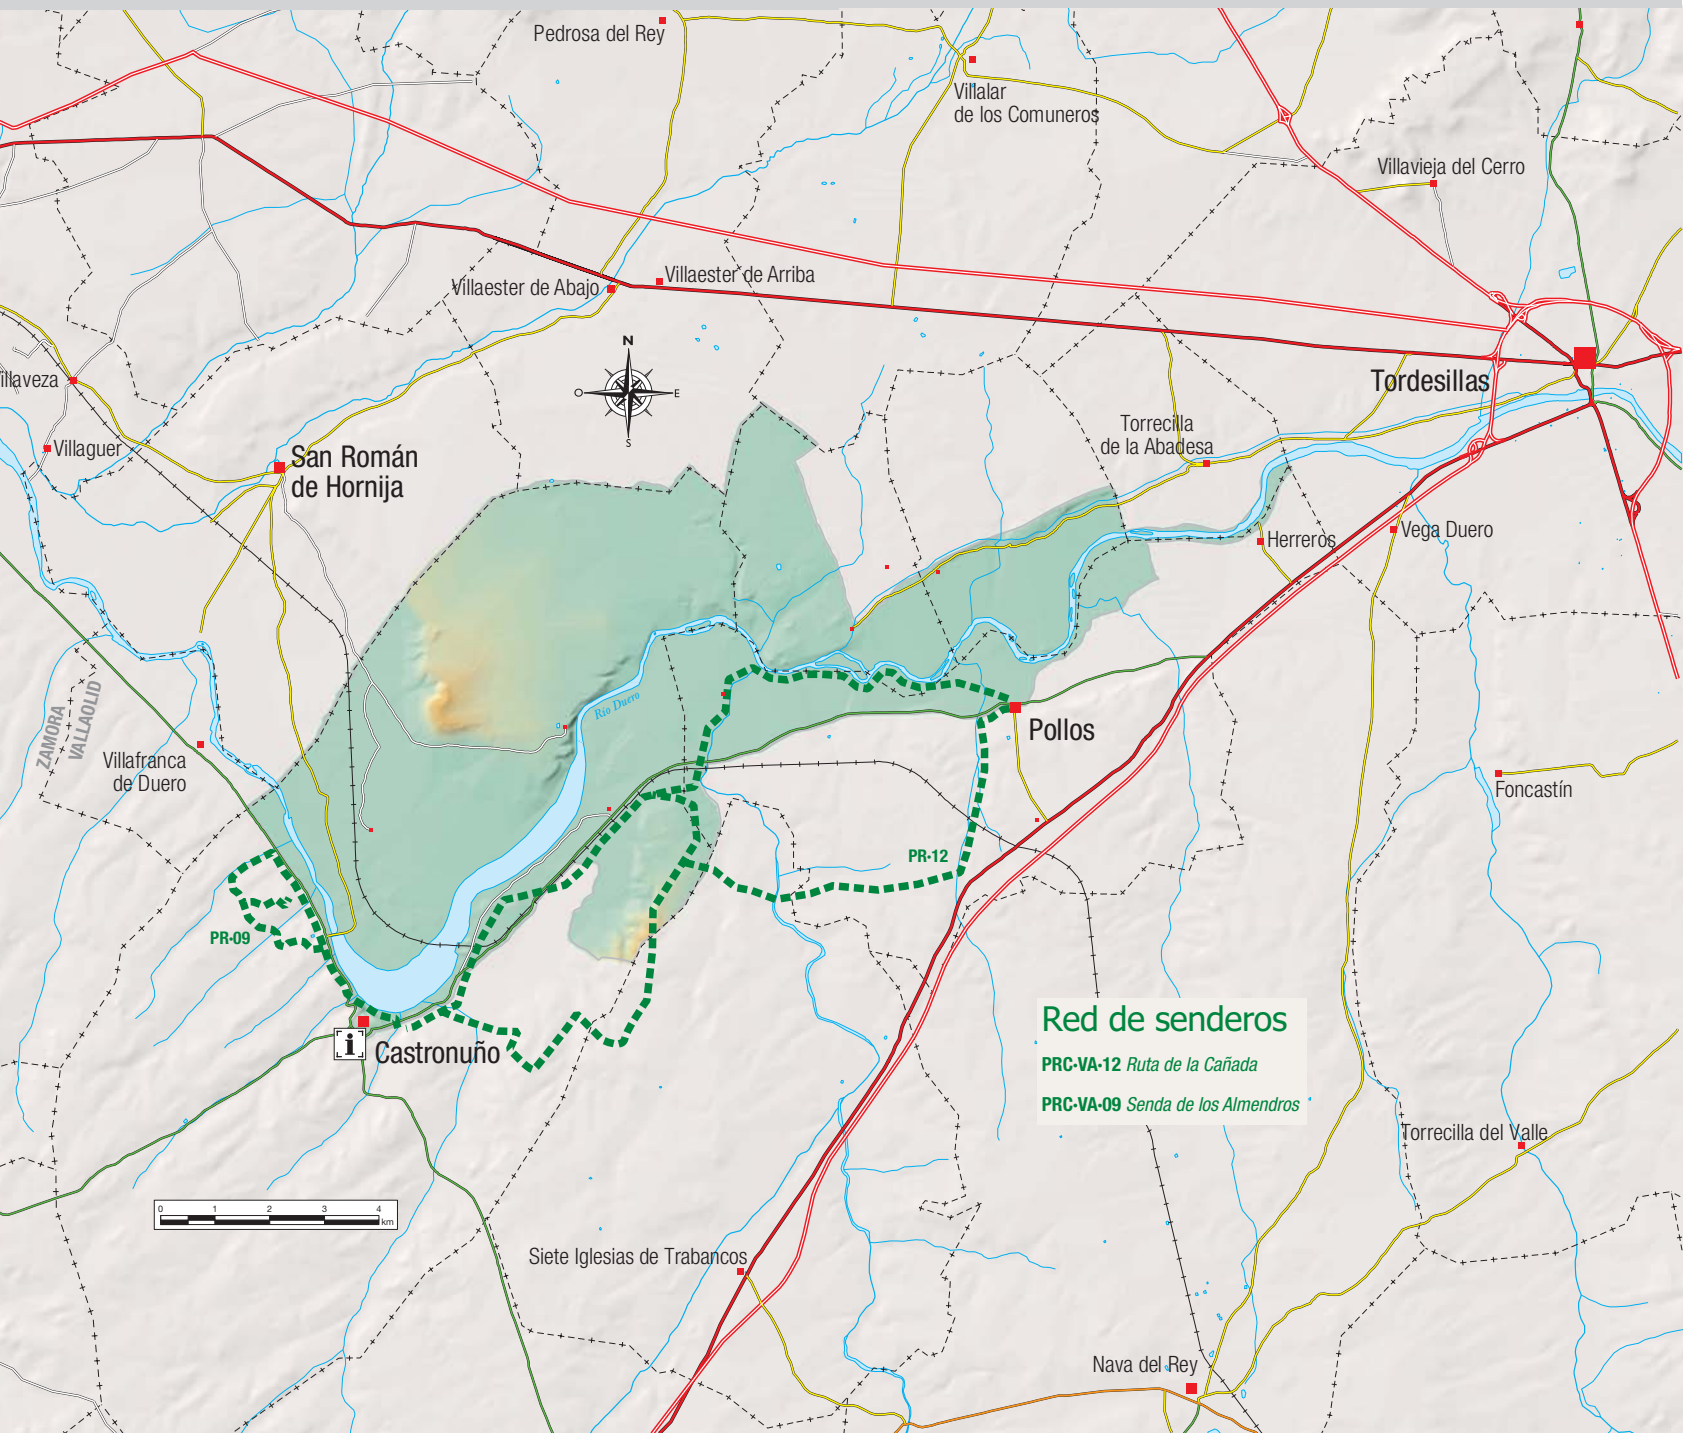 Pedrosa del Rey
Villalar
de los Comuneros
Villavieja del Cerro
Villaester de Abajo
Villaester de Arriba
N
O
E
S
illaveza
Tordesillas
Torrecilla
de la Abadesa
Villaguer
San Román
de Hornija
Herreros
Vega Duero
ZAMORA
VALLAOLID
Río Duero
Pollos
Villafranca
de Duero
Foncastín
PR·12
PR·09
i
Castronuño
Red de senderos
PRC·VA·12 Ruta de la Cañada
PRC·VA·09 Senda de los Almendros
Torrecilla del Valle
0 1 2 3 4
km
Siete Iglesias de Trabancos
Nava del Rey